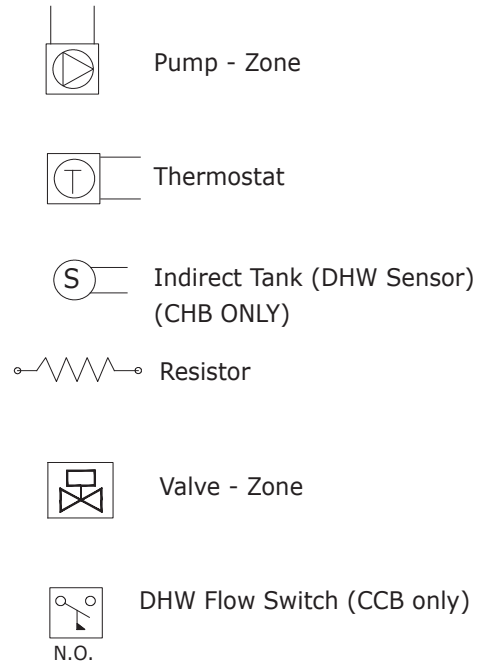 Pump - Zone
T
Thermostat
S
Indirect Tank (DHW Sensor)
(CHB ONLY)
Resistor
Valve - Zone
DHW Flow Switch (CCB only)
N.O.